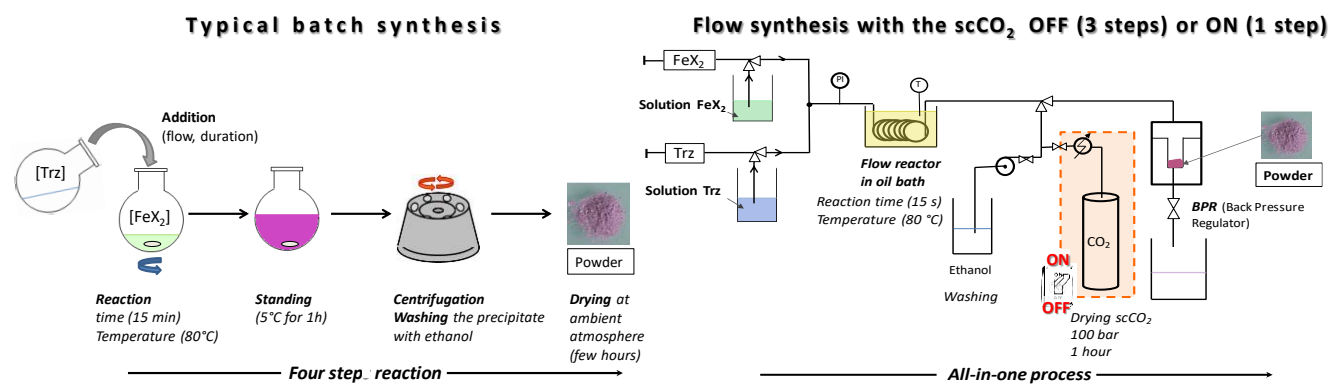 Typical batch synthesis
Addition
(flow, duration)
[Trz]
[FeX2]
Powder
Reaction
time (15 min)
Temperature (80°C)
Standing
(5°C for 1h)
Centrifugation
Washing the precipitate
with ethanol
Drying at
ambient
atmosphere
(few hours)
Four step reaction
Flow synthesis with the scCO2 OFF (3 steps) or ON (1 step)
FeX2
Solution FeX2
Trz
Solution Trz
PI
T
Flow reactor
in oil bath
Reaction time (15 s)
Temperature (80 °C)
Ethanol
Washing
CO2
ON
OFF
Drying scCO2
100 bar
1 hour
BPR (Back Pressure
Regulator)
Powder
All-in-one process